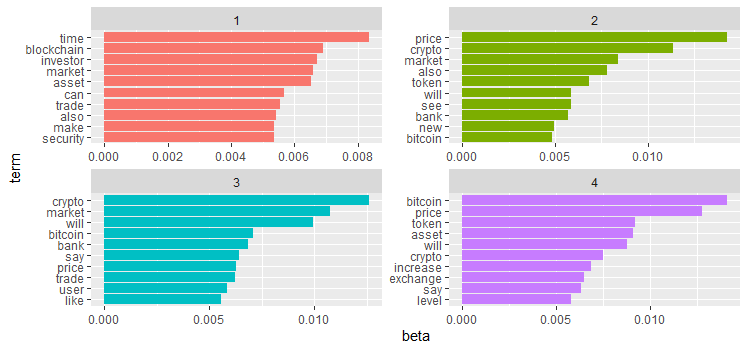 1
time
blockchain
investor
market
asset
can
trade
also
make
security
0.000 0.002 0.004 0.006 0.008
2
price
crypto
market
also
token
will
see
bank
new
bitcoin
0.000 0.005 0.010
3
crypto
market
will
bitcoin
bank
say
price
trade
user
like
0.000 0.005 0.010
4
bitcoin
price
token
asset
will
crypto
increase
exchange
say
level
0.000 0.005 0.010
term
beta